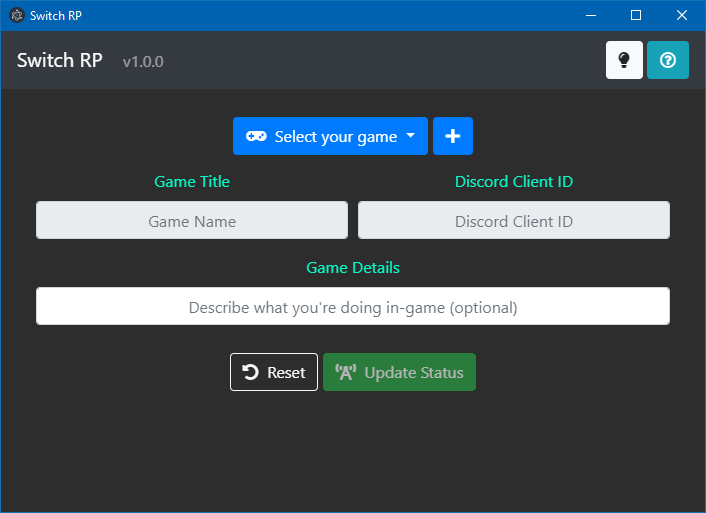 Switch RP
Switch RP v1.0.0
Select your game
Game Title Discord Client ID
Game Name Discord Client ID
Game Details
Describe what you're doing in-game (optional)
Reset Update Status